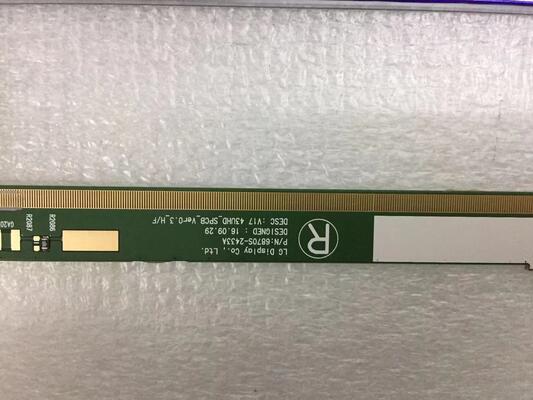 LG Display Co., Ltd.
P/N:6870S-2433A
DESIGNED : 16.09.29
DESC :V17 43UHD_SPCB_Ver0.3_H/F
R
R2086
R2087